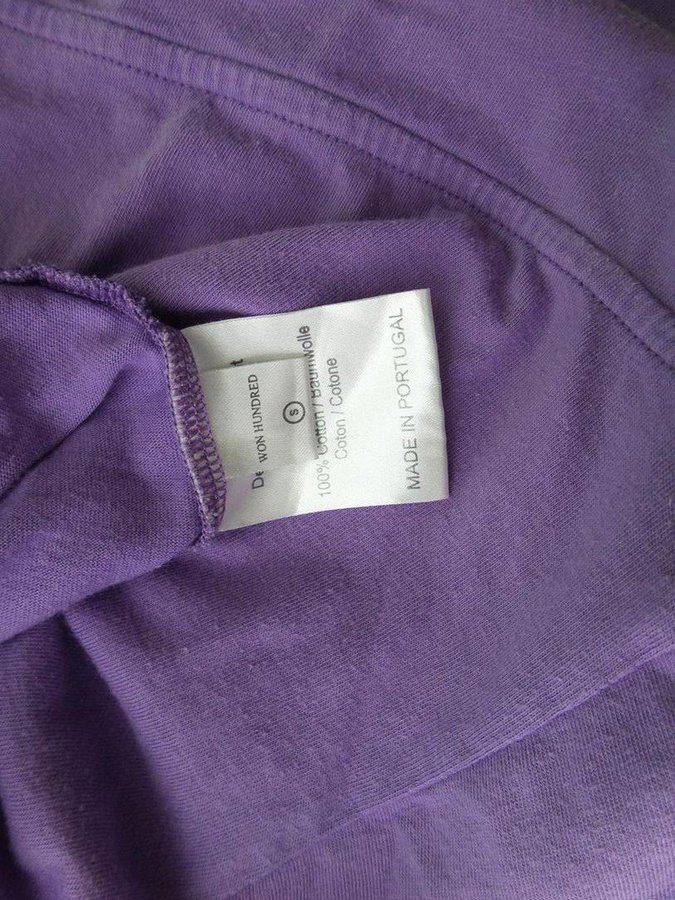 WON HUNDRED
S
100% Cotton / Baumwolle
Coton / Cotone
MADE IN PORTUGAL